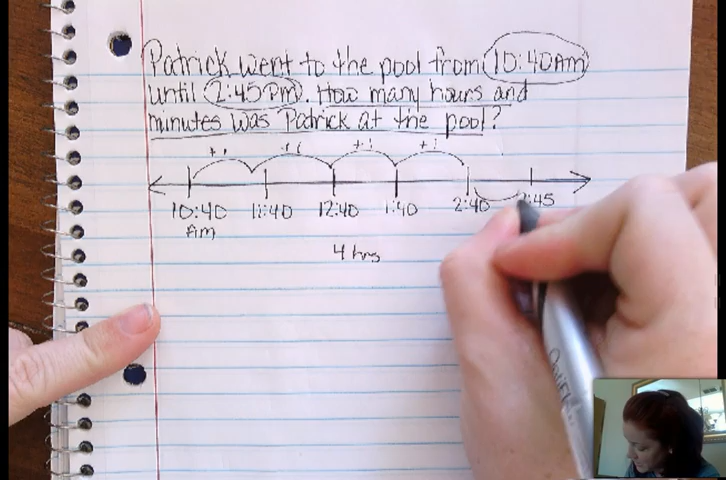 Patrick went to the pool from 10:40Am
until 2:45pm. How many hours and
minutes was Patrick at the pool?
+1 +1 +1 +1
10:40 11:40 12:40 1:40 2:40 2:45
Am
4 hrs